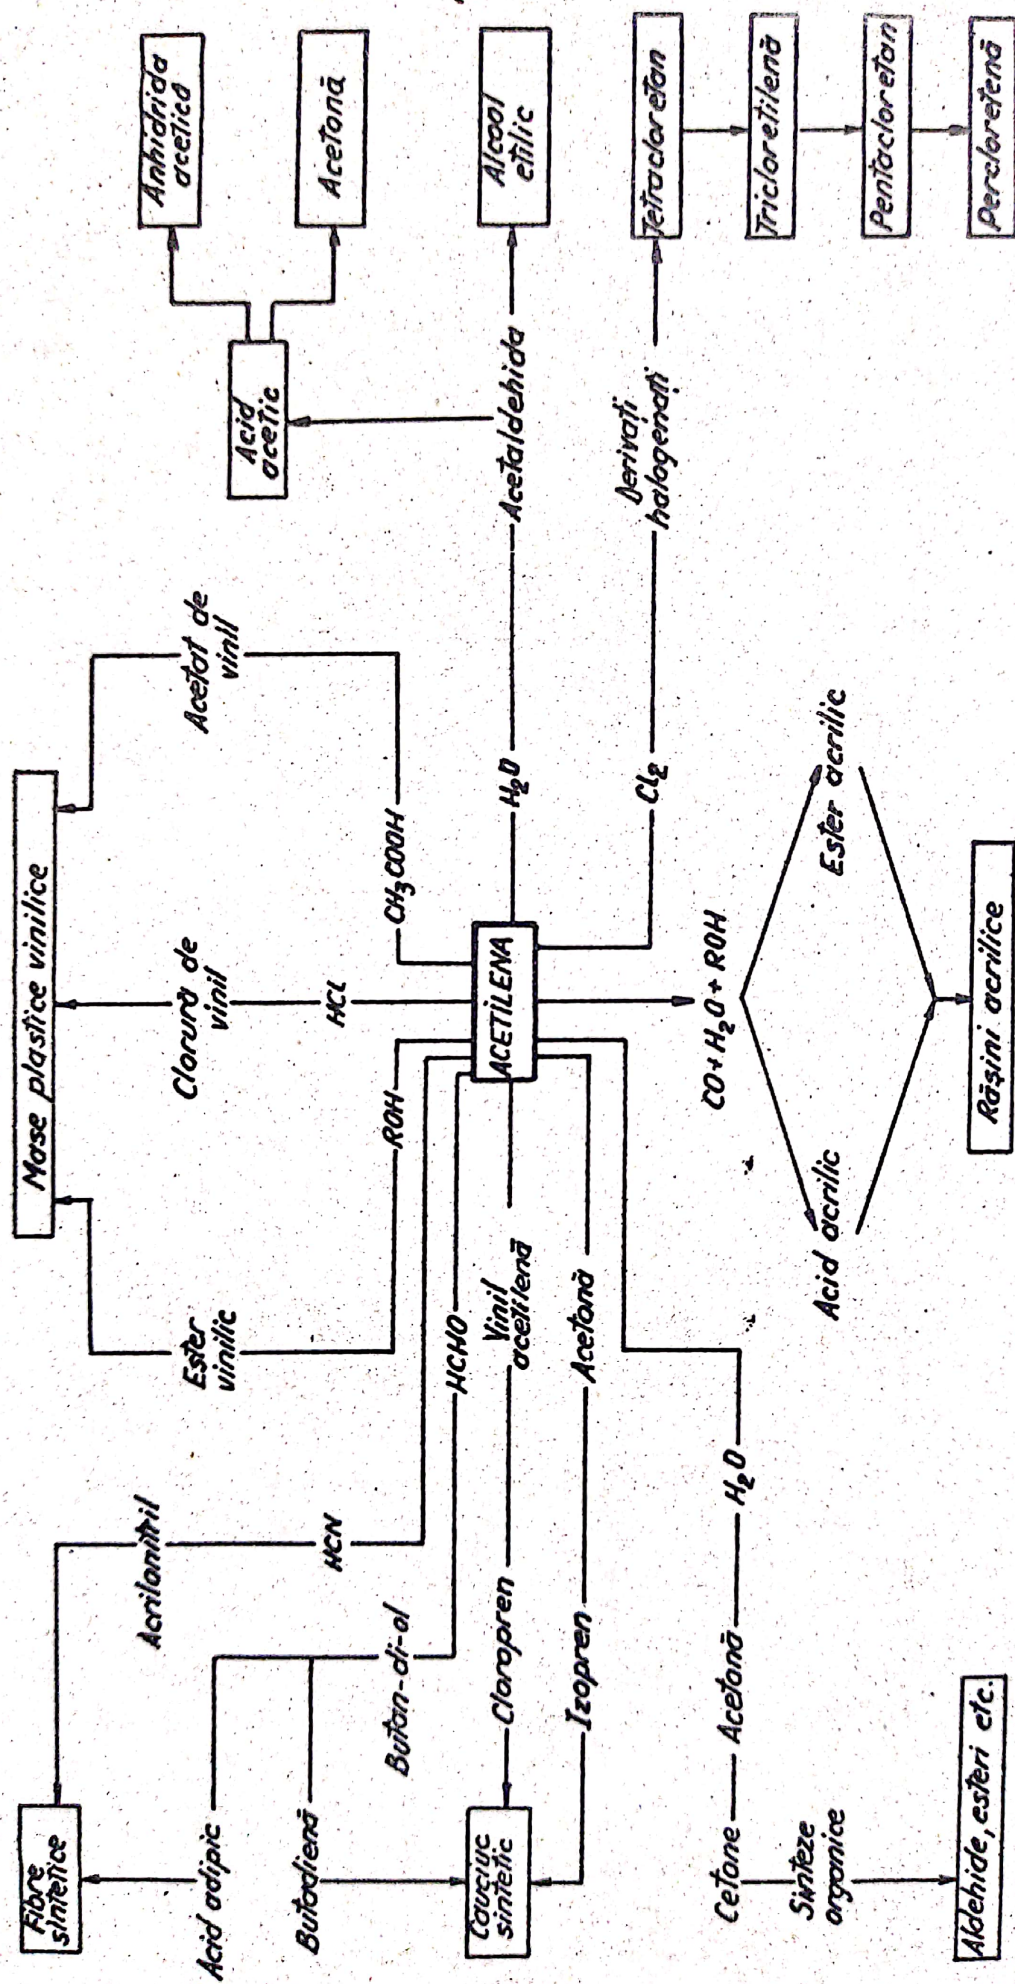 Mase plastice vinilice
Fibre
sintetice
Acrilonitril
Ester
vinilic
Clorură de
vinil
Acetat de
vinil
Anhidrida
acetică
Acid adipic
HCN
HCL
Acid
acetic
Acetonă
Butadienă
Butan-di-ol
ROH
CH3COOH
HCHO
Cauciuc
sintetic
Cloropren
Vinil
acetilenă
ACETILENA
H2O
Acetaldehida
Alcool
etilic
Izopren
Acetonă
Cl2
Derivați
halogenați
Tetracloretan
Cetone
Acetonă
H2O
CO+H2O+ROH
Tricloretilenă
Sinteze
organice
Acid acrilic
Ester acrilic
Pentacloretan
Aldehide, esteri etc.
Rășini acrilice
Percloretenă